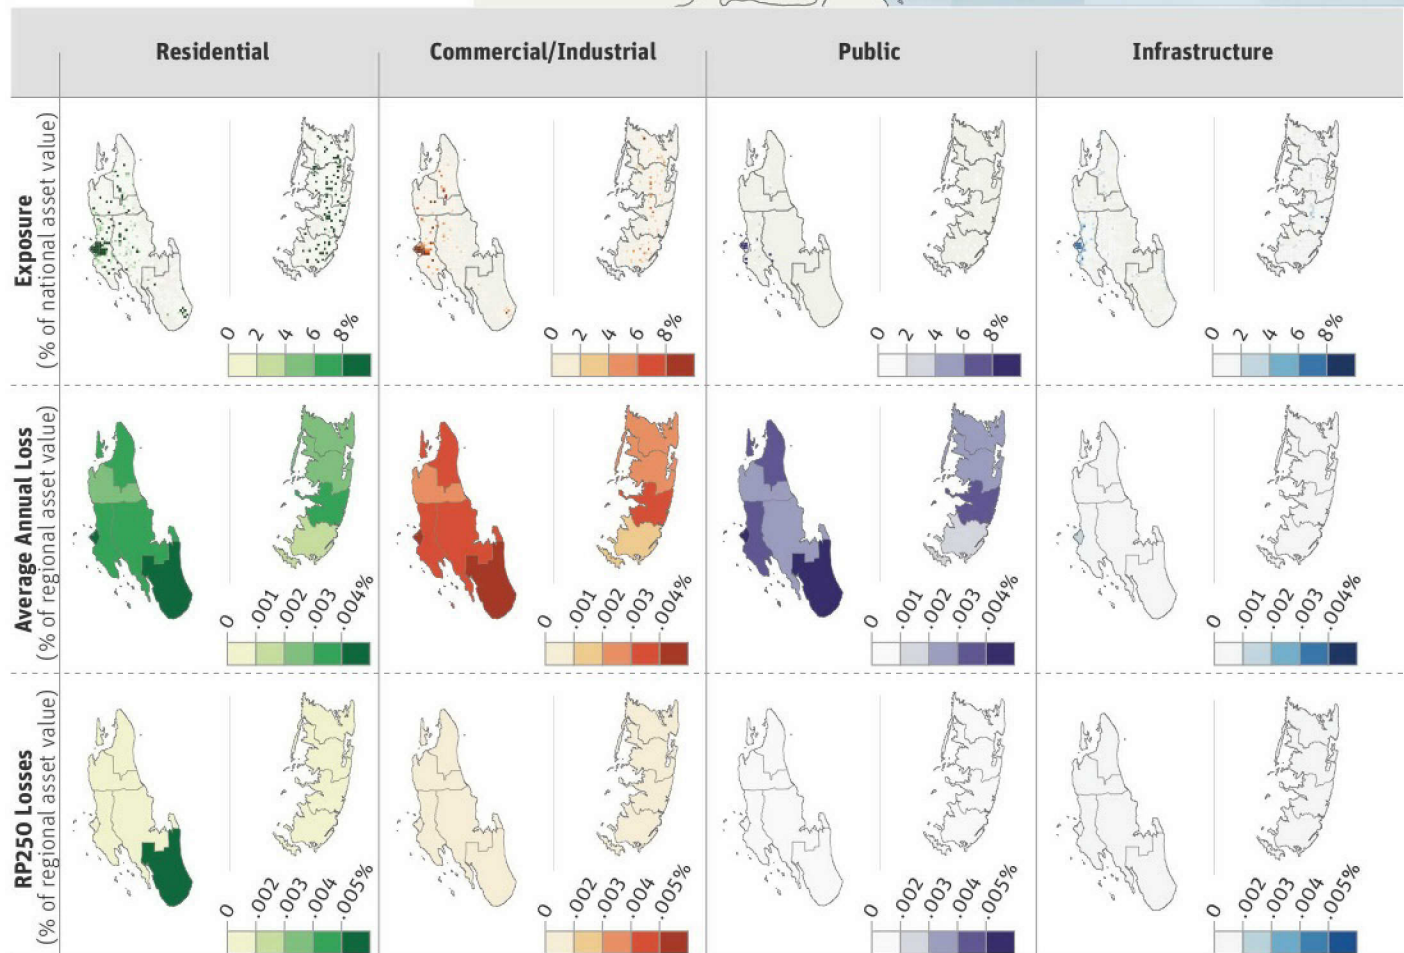 Residential
Commercial/Industrial
Public
Infrastructure
Exposure
(% of national asset value)
0 2 4 6 8%
0 2 4 6 8%
0 2 4 6 8%
0 2 4 6 8%
Average Annual Loss
(% of regional asset value)
0 .001 .002 .003 .004%
0 .001 .002 .003 .004%
0 .001 .002 .003 .004%
0 .001 .002 .003 .004%
RP250 Losses
(% of regional asset value)
0 .002 .003 .004 .005%
0 .002 .003 .004 .005%
0 .002 .003 .004 .005%
0 .002 .003 .004 .005%